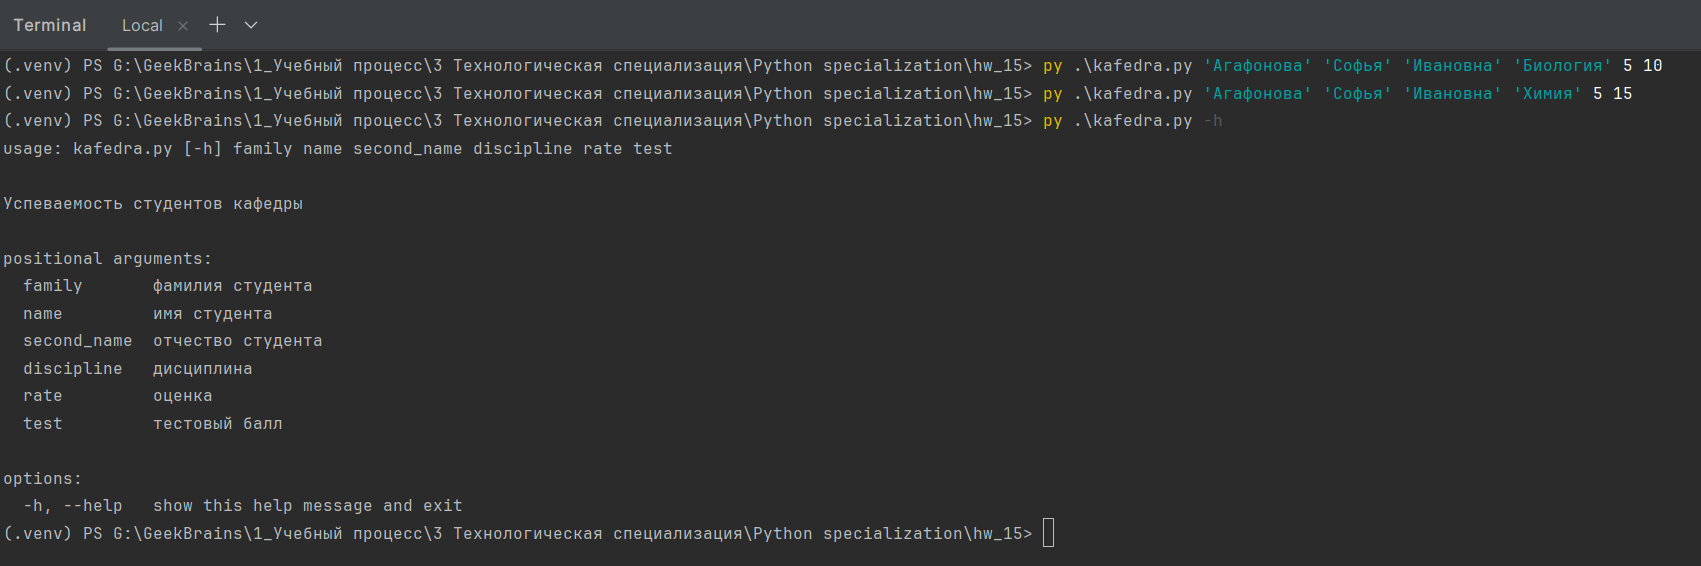 Terminal Local × + ∨
(.venv) PS G:\GeekBrains\1_Учебный процесс\3 Технологическая специализация\Python specialization\hw_15> py .\kafedra.py 'Агафонова' 'Софья' 'Ивановна' 'Биология' 5 10
(.venv) PS G:\GeekBrains\1_Учебный процесс\3 Технологическая специализация\Python specialization\hw_15> py .\kafedra.py 'Агафонова' 'Софья' 'Ивановна' 'Химия' 5 15
(.venv) PS G:\GeekBrains\1_Учебный процесс\3 Технологическая специализация\Python specialization\hw_15> py .\kafedra.py -h
usage: kafedra.py [-h] family name second_name discipline rate test
Успеваемость студентов кафедры
positional arguments:
  family       фамилия студента
  name         имя студента
  second_name  отчество студента
  discipline   дисциплина
  rate         оценка
  test         тестовый балл
options:
  -h, --help   show this help message and exit
(.venv) PS G:\GeekBrains\1_Учебный процесс\3 Технологическая специализация\Python specialization\hw_15>